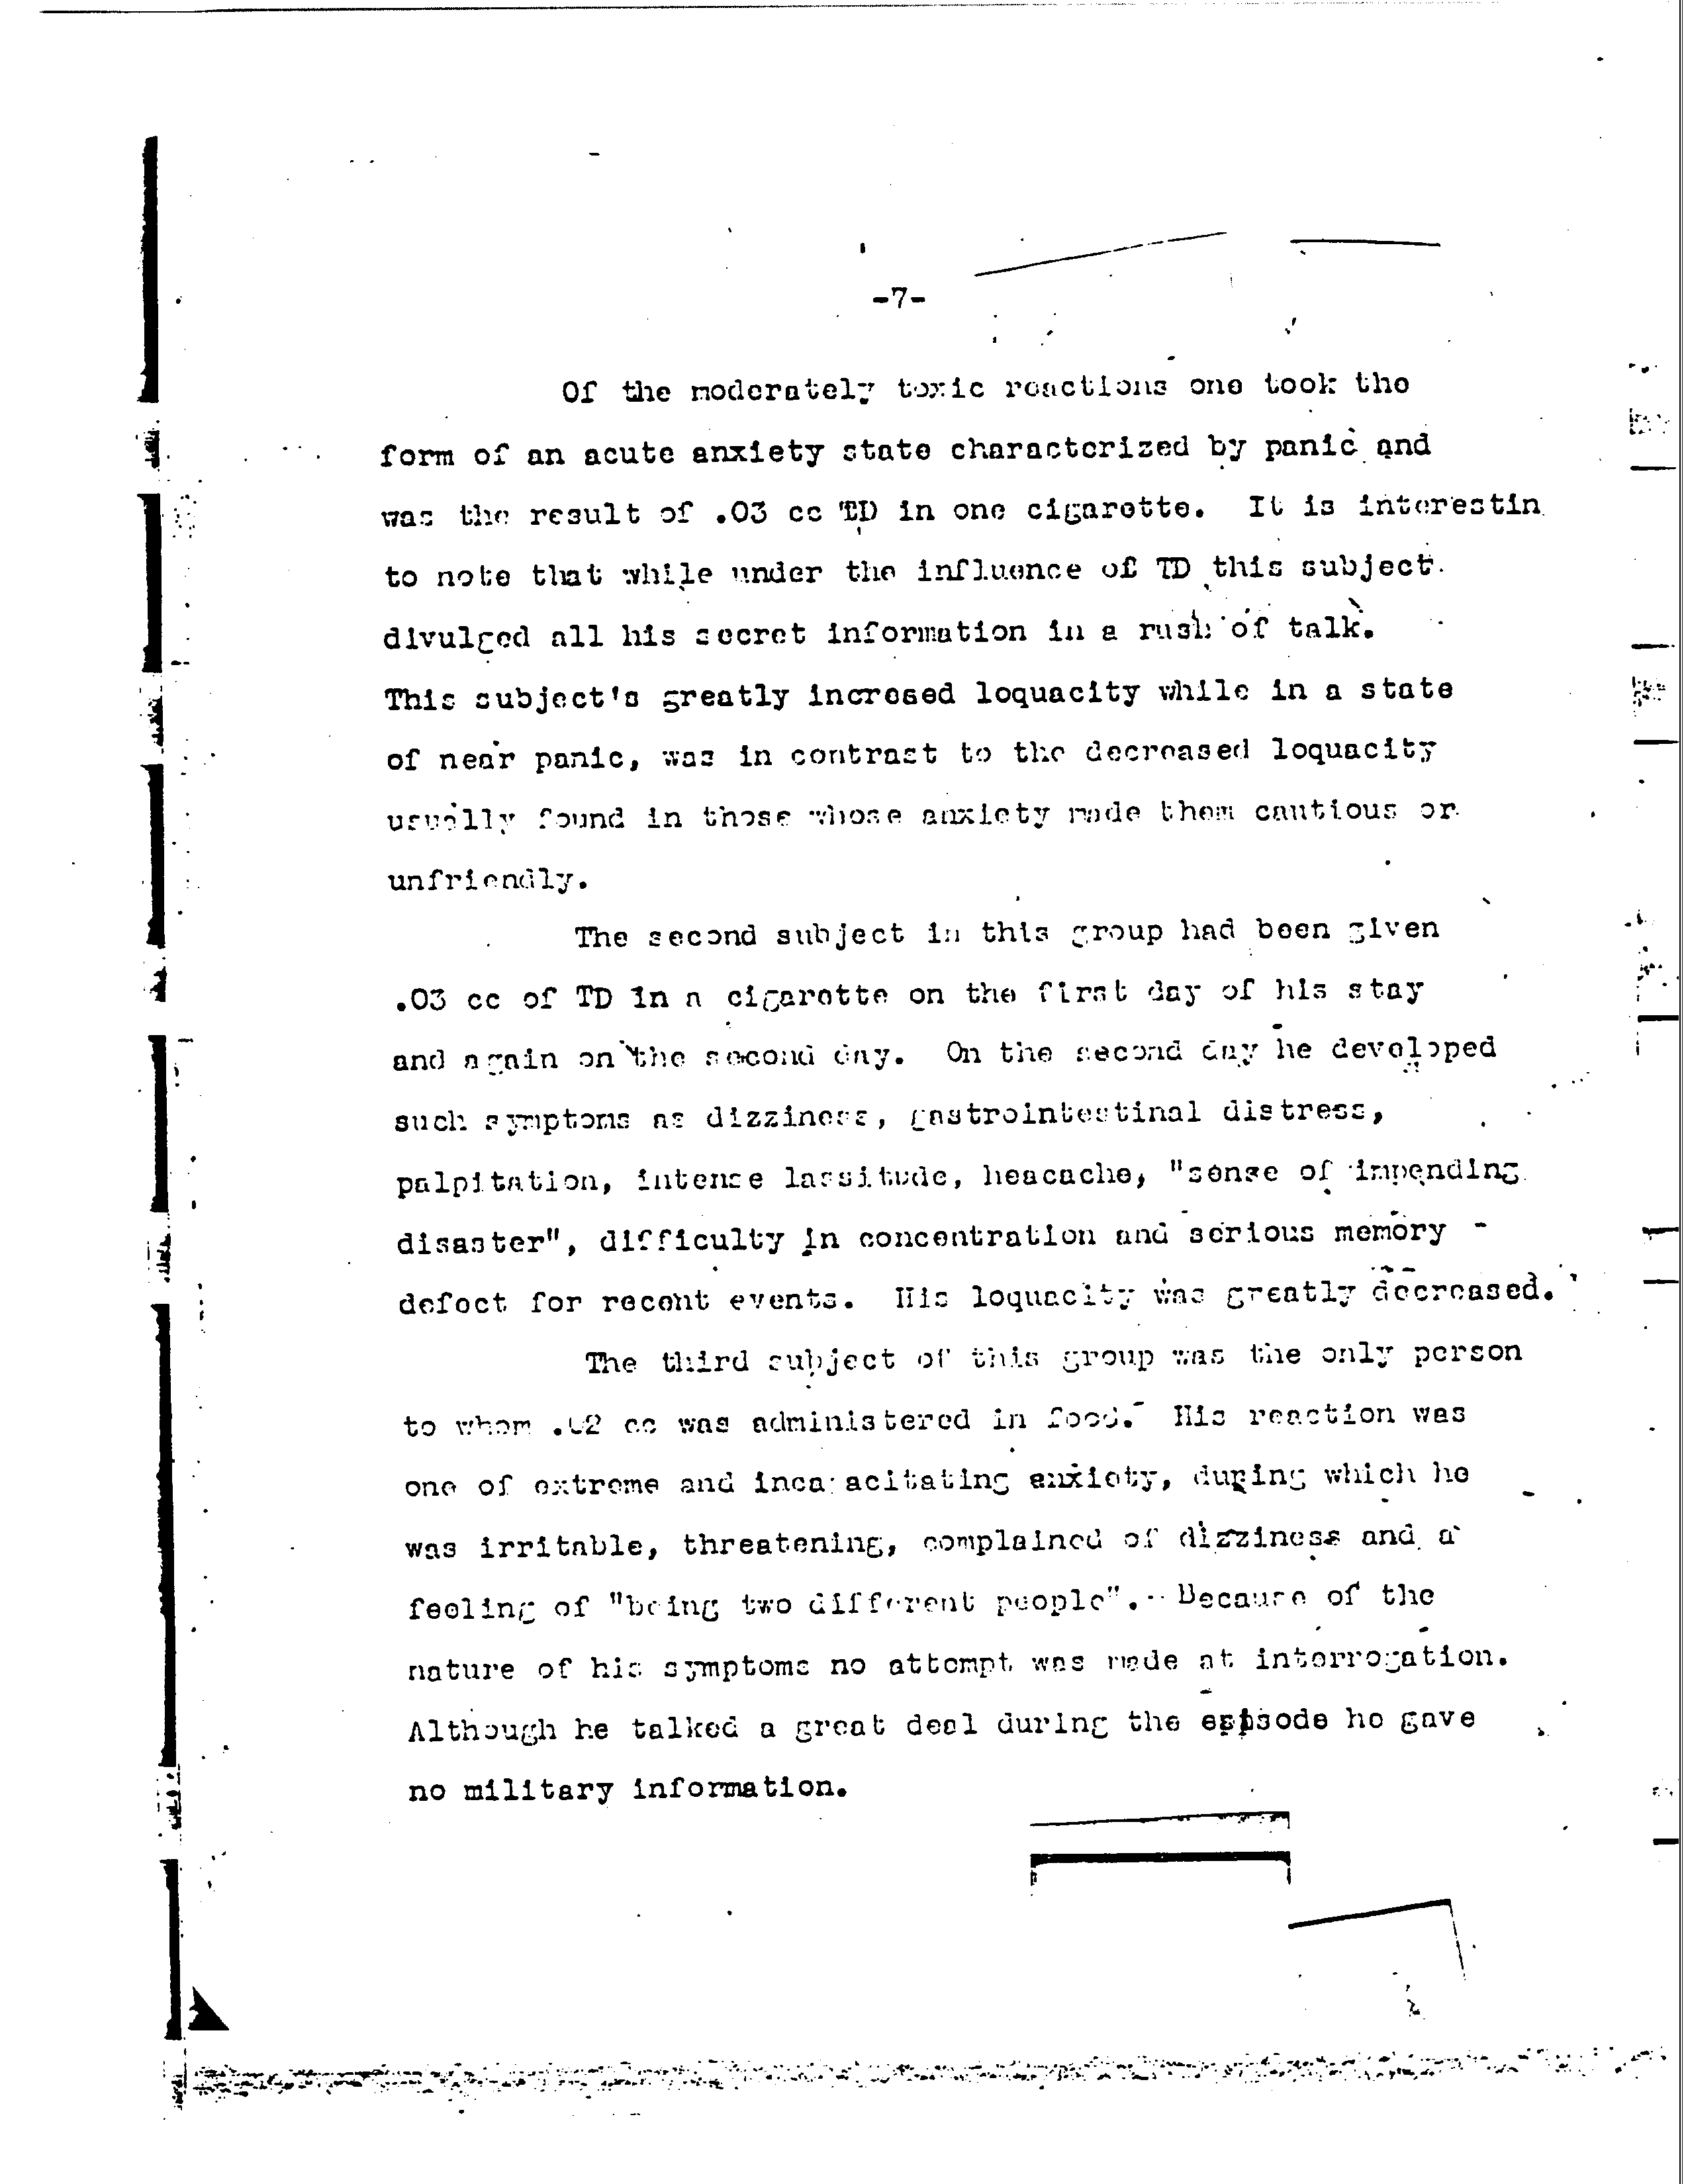 -7-
Of the moderately toxic reactions one took the
form of an acute anxiety state characterized by panic and
was the result of .03 cc TD in one cigarette. It is interestin
to note that while under the influence of TD this subject
divulged all his secret information in a rush of talk.
This subject's greatly incresed loquacity while in a state
of near panic, was in contrast to the decreased loquacity
usually found in those whose anxiety made them cautious or
unfriendly.
The second subject in this group had been given
.03 cc of TD in a cigarette on the first day of his stay
and again on the second day. On the second day he developed
such symptoms as dizziness, gastrointestinal distress,
palpitation, intense lassitude, heacache, "sense of impending
disaster", difficulty in concentration and serious memory -
defect for recent events. His loquacity was greatly decreased.
The third subject of this group was the only person
to whom .02 cc was administered in food. His reaction was
one of extreme and incapacitating anxiety, during which he
was irritable, threatening, complained of dizziness and a
feeling of "being two different people". Because of the
nature of his symptoms no attempt was made at interrogation.
Although he talked a great deal during the episode he gave
no military information.